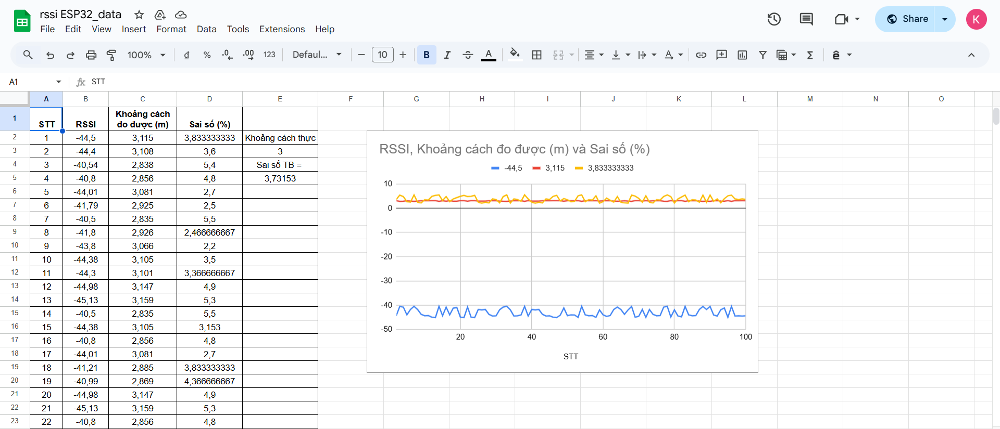 rssi ESP32_data
File Edit View Insert Format Data Tools Extensions Help
Share
K
100% đ % .0 .00 123 Defaul... 10 B I A Σ ê
A1 fx STT
A B C D E F G H I J K L M N O
1 STT RSSI Khoảng cách đo được (m) Sai số (%)
2 1 -44,5 3,115 3,833333333 Khoảng cách thực
3 2 -44,4 3,108 3,6 3
4 3 -40,54 2,838 5,4 Sai số TB =
5 4 -40,8 2,856 4,8 3,73153
6 5 -44,01 3,081 2,7
7 6 -41,79 2,925 2,5
8 7 -40,5 2,835 5,5
9 8 -41,8 2,926 2,466666667
10 9 -43,8 3,066 2,2
11 10 -44,38 3,105 3,5
12 11 -44,3 3,101 3,366666667
13 12 -44,98 3,147 4,9
14 13 -45,13 3,159 5,3
15 14 -40,5 2,835 5,5
16 15 -44,38 3,105 3,153
17 16 -40,8 2,856 4,8
18 17 -44,01 3,081 2,7
19 18 -41,21 2,885 3,833333333
20 19 -40,99 2,869 4,366666667
21 20 -44,98 3,147 4,9
22 21 -45,13 3,159 5,3
23 22 -40,8 2,856 4,8
RSSI, Khoảng cách đo được (m) và Sai số (%)
-44,5 3,115 3,833333333
10
0
-10
-20
-30
-40
-50
20 40 60 80 100
STT